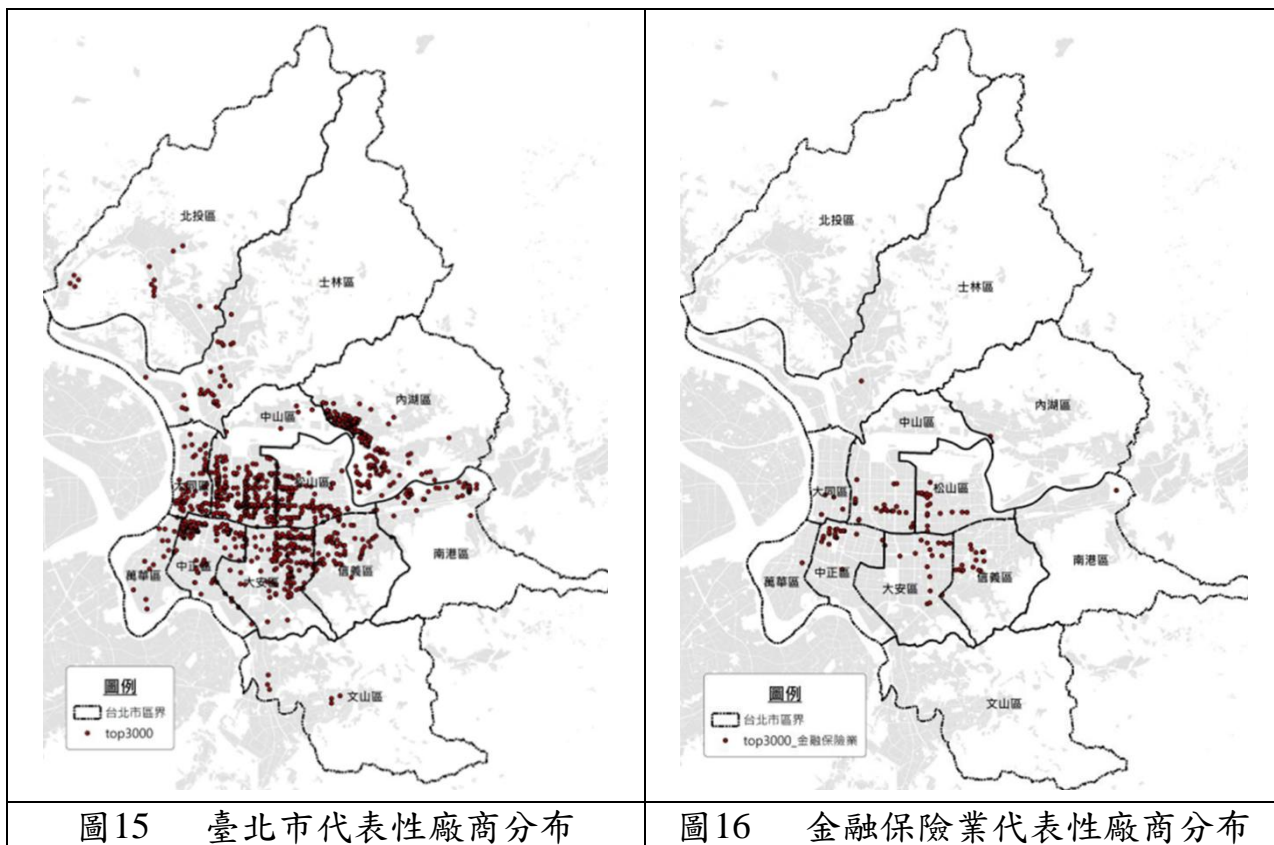 北投區
士林區
內湖區
中山區
大同區
松山區
南港區
萬華區
中正區
大安區
信義區
文山區
圖例
台北市區界
top3000
圖15 臺北市代表性廠商分布
北投區
士林區
內湖區
中山區
大同區
松山區
南港區
萬華區
中正區
大安區
信義區
文山區
圖例
台北市區界
top3000_金融保險業
圖16 金融保險業代表性廠商分布